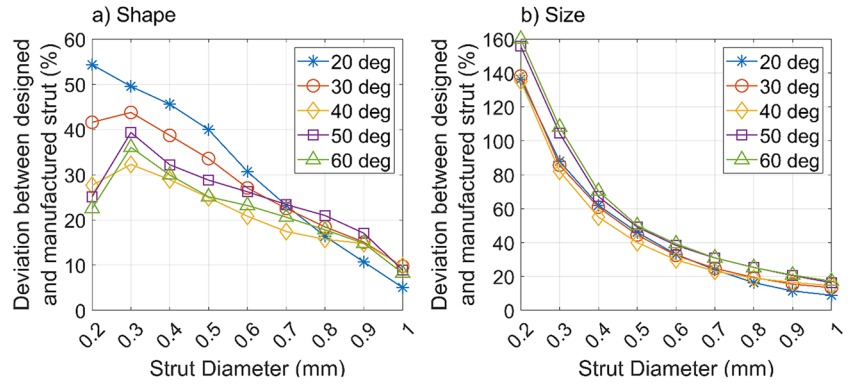 a) Shape
Deviation between designed
and manufactured strut (%)
60
50
40
30
20
10
0
20 deg
30 deg
40 deg
50 deg
60 deg
0.2
0.3
0.4
0.5
0.6
0.7
0.8
0.9
1
Strut Diameter (mm)
b) Size
Deviation between designed
and manufactured strut (%)
160
140
120
100
80
60
40
20
0
20 deg
30 deg
40 deg
50 deg
60 deg
0.2
0.3
0.4
0.5
0.6
0.7
0.8
0.9
1
Strut Diameter (mm)